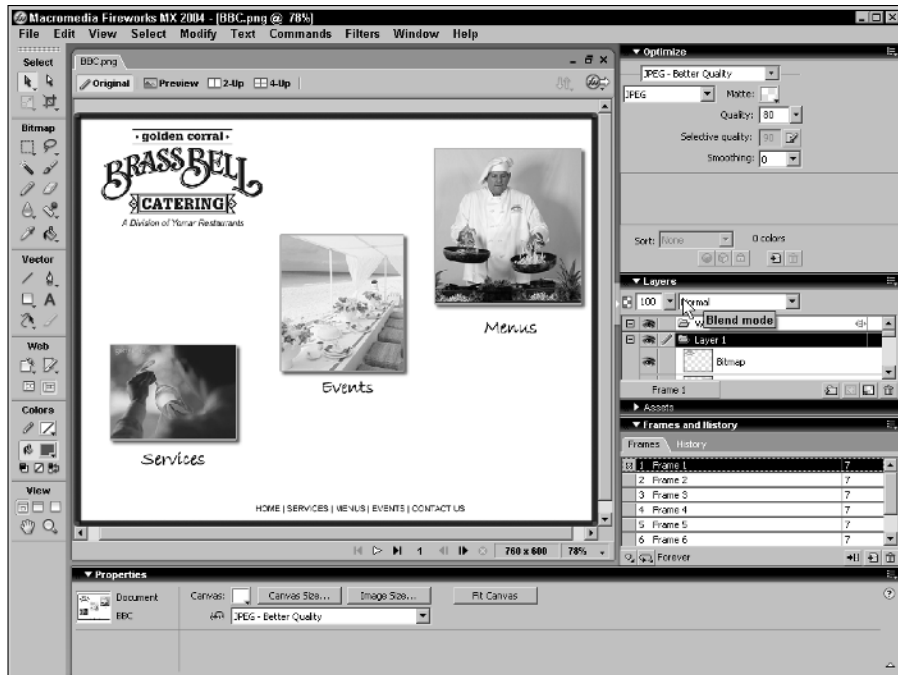 Macromedia Fireworks MX 2004 - [BBC.png @ 78%]
File Edit View Select Modify Text Commands Filters Window Help
Select
Bitmap
Vector
A
Web
Colors
View
BBC.png
Original Preview 2-Up 4-Up
· golden corral ·
BRASS BELL
CATERING
A Division of Yamar Restaurants
Menus
Events
Services
HOME | SERVICES | MENUS | EVENTS | CONTACT US
1 760 x 600 78%
Optimize
JPEG - Better Quality
JPEG Matte:
Quality: 80
Selective quality: 90
Smoothing: 0
Sort: None 0 colors
Layers
100 Normal
Blend mode
Layer 1
Bitmap
Frame 1
Assets
Frames and History
Frames History
1 Frame 1 7
2 Frame 2 7
3 Frame 3 7
4 Frame 4 7
5 Frame 5 7
6 Frame 6 7
Forever
Properties
Document Canvas: Canvas Size... Image Size... Fit Canvas
BBC JPEG - Better Quality